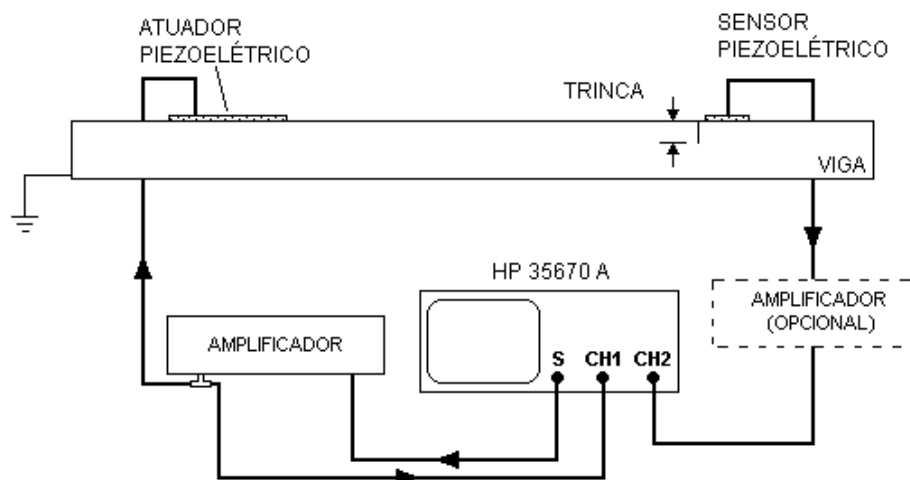 ATUADOR
PIEZOELÉTRICO
SENSOR
PIEZOELÉTRICO
TRINCA
VIGA
HP 35670 A
AMPLIFICADOR
(OPCIONAL)
AMPLIFICADOR
S CH1 CH2